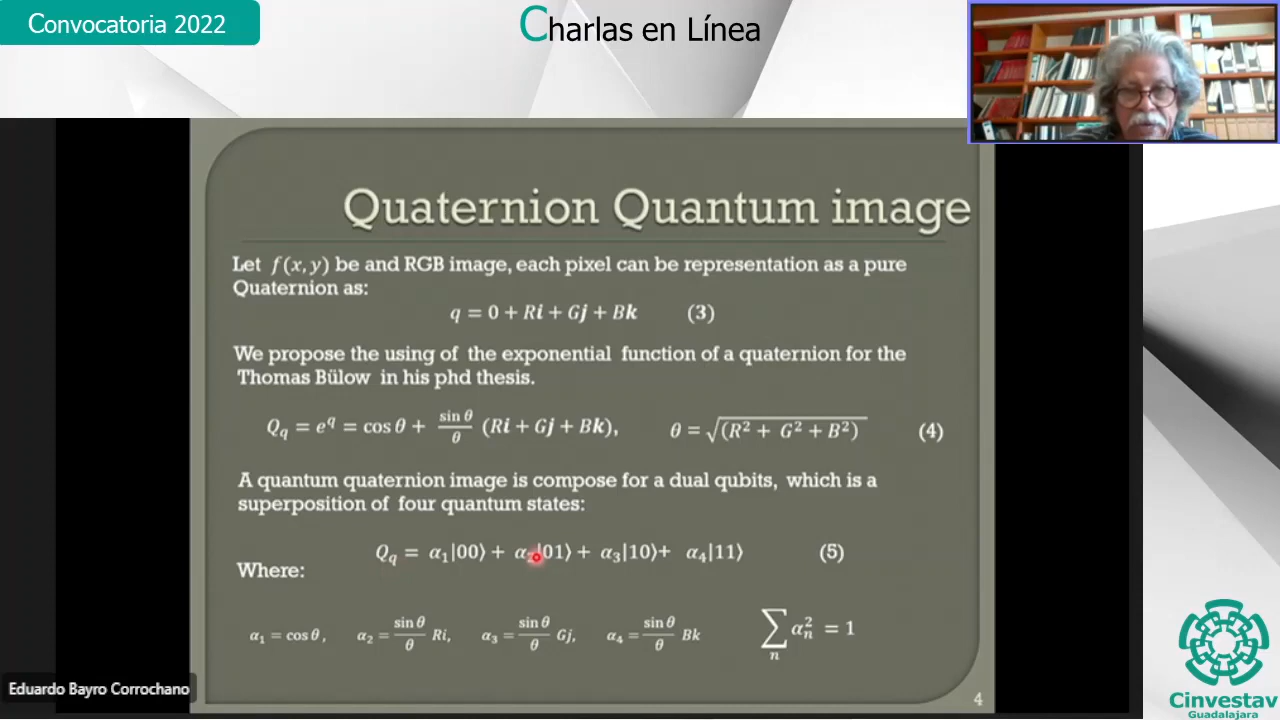 Convocatoria 2022
Charlas en Línea
Quaternion Quantum image
Let f(x, y) be and RGB image, each pixel can be representation as a pure
Quaternion as:
q = 0 + Ri + Gj + Bk (3)
We propose the using of the exponential function of a quaternion for the
Thomas Bülow in his phd thesis.
Q_q = e^q = cos θ + sin θ/θ (Ri + Gj + Bk), θ = √(R² + G² + B²) (4)
A quantum quaternion image is compose for a dual qubits, which is a
superposition of four quantum states:
Q_q = α₁|00⟩ + α₂|01⟩ + α₃|10⟩+ α₄|11⟩ (5)
Where:
α₁ = cos θ , α₂ = sin θ/θ Ri, α₃ = sin θ/θ Gj, α₄ = sin θ/θ Bk ∑_n α_n² = 1
4
Eduardo Bayro Corrochano
Cinvestav
Guadalajara